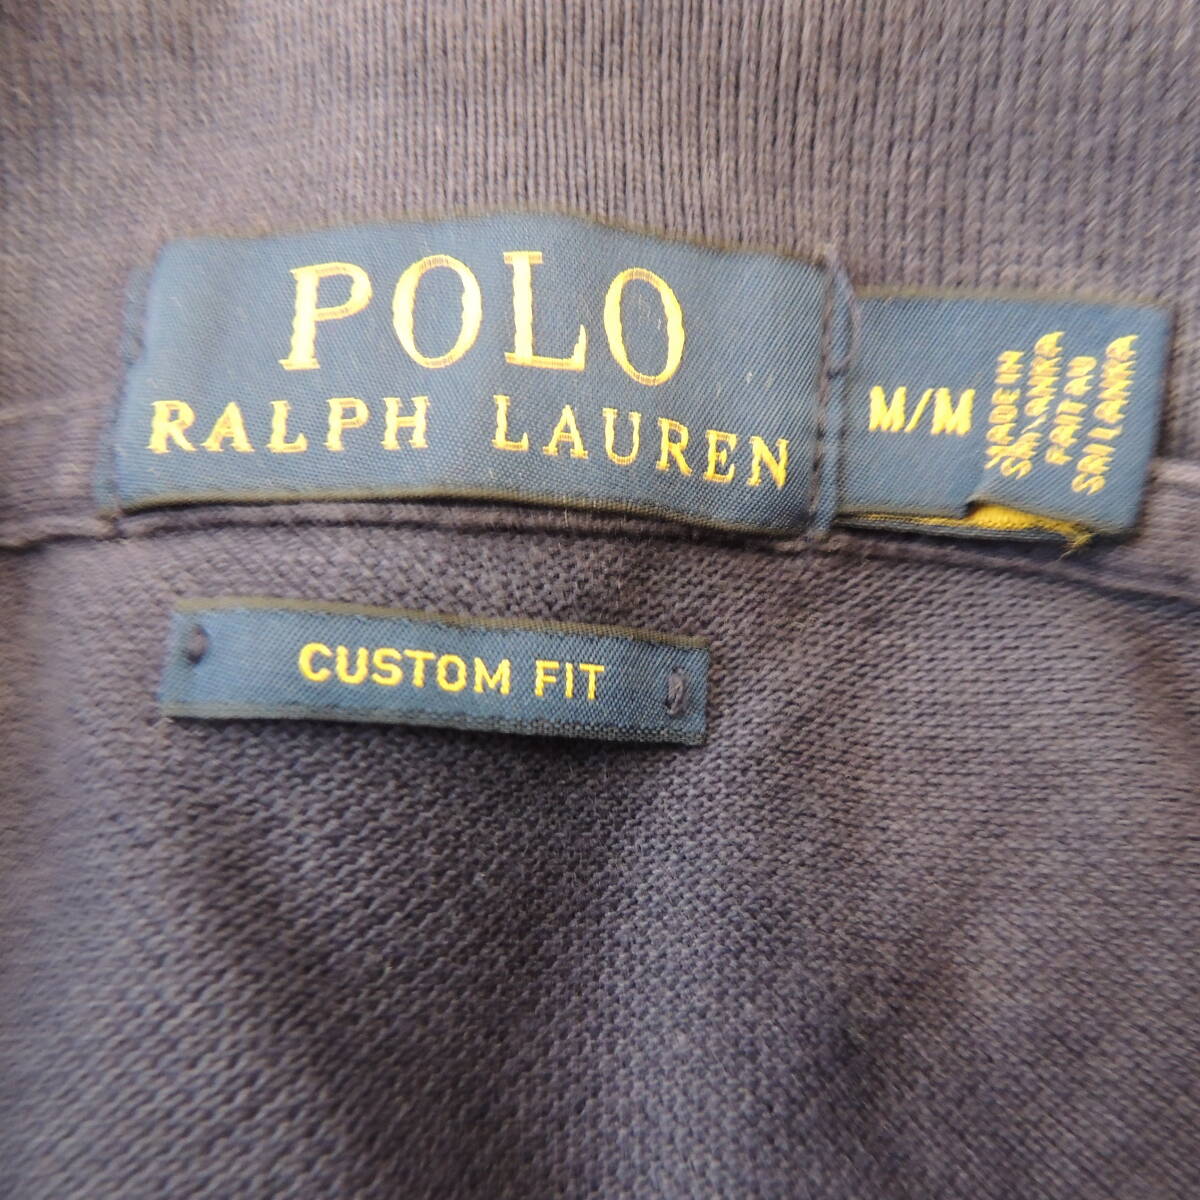 POLO
RALPH LAUREN
M/M
MADE IN
SRI LANKA
FAIT AU
SRI LANKA
CUSTOM FIT